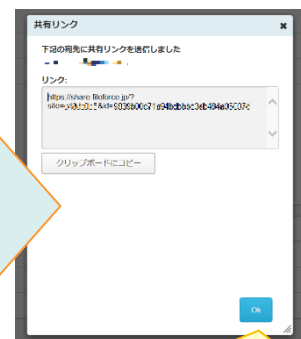 共有リンク
下記の宛先に共有リンクを送信しました
リンク:
https://share.fileforce.jp/?
クリップボードにコピー
Ok